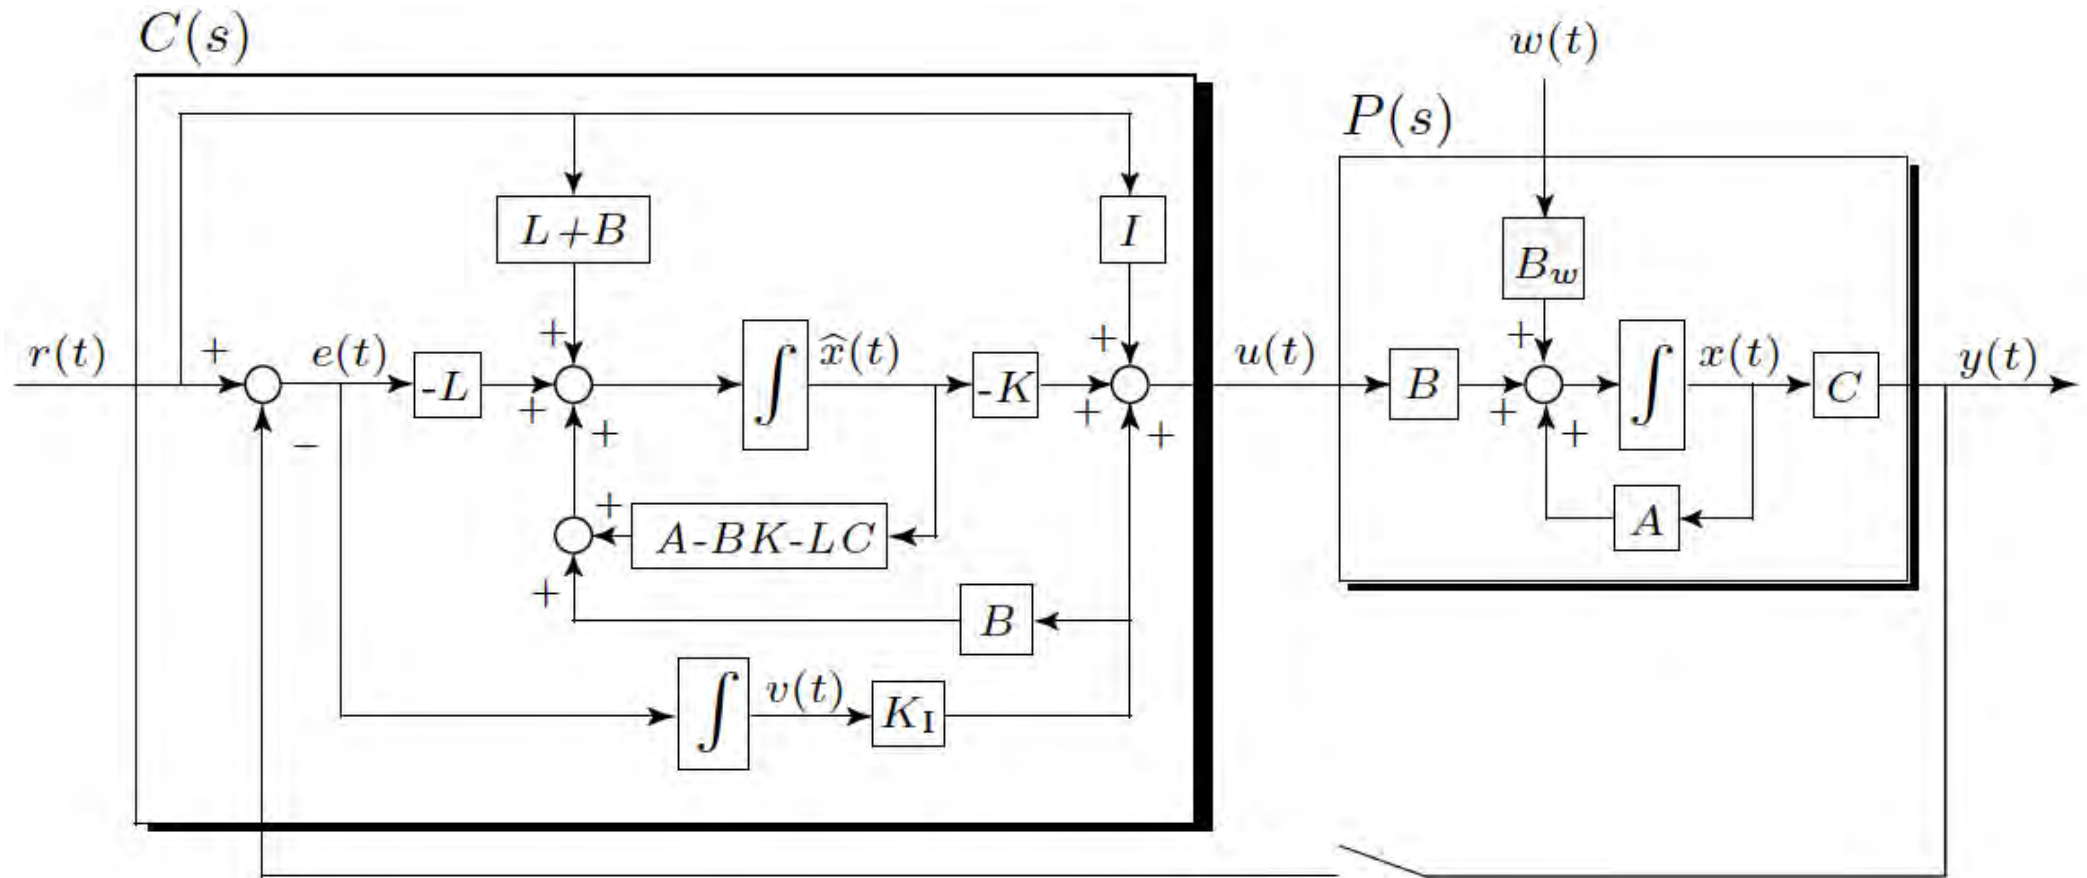 C(s)
w(t)
P(s)
L+B
I
B_w
r(t)
+
e(t)
-L
+
+
x̂(t)
-K
+
+
u(t)
B
+
+
x(t)
C
y(t)
−
∫
+
+
∫
+
+
A-BK-LC
A
+
B
∫
v(t)
K_I